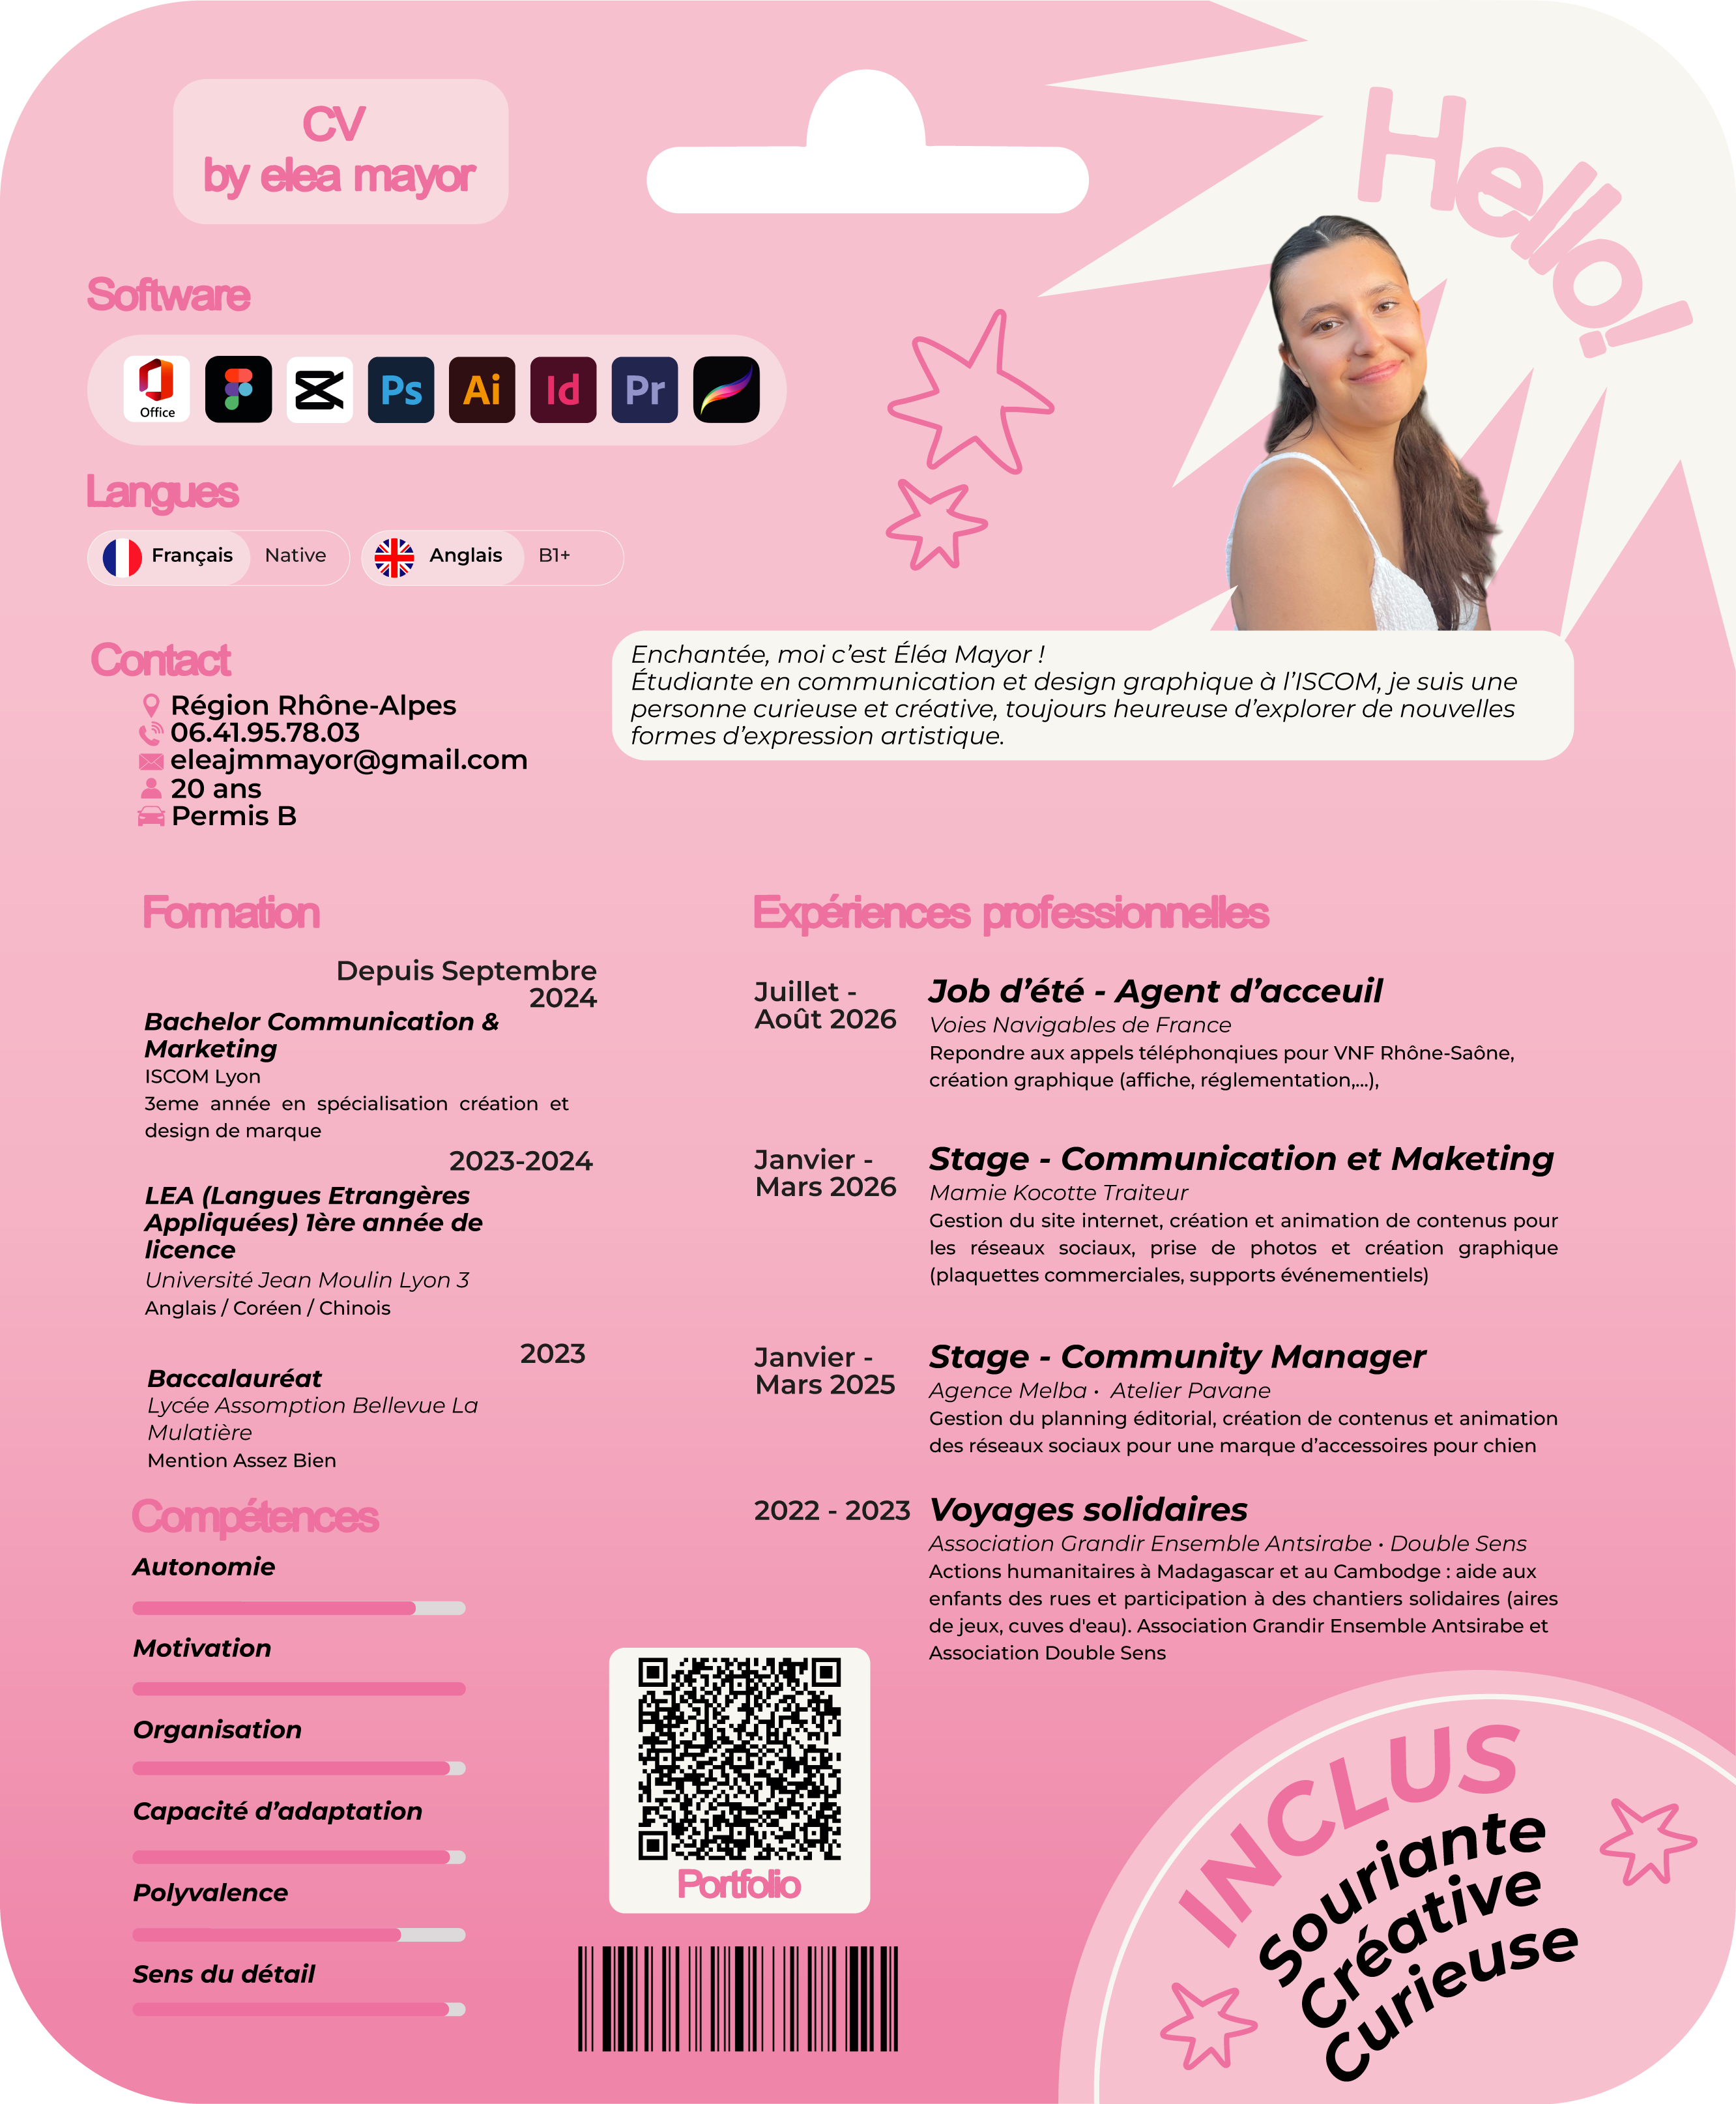 CV
by elea mayor
Hello!
Software
Office
Ps
Ai
Id
Pr
Langues
Français Native
Anglais B1+
Contact
Région Rhône-Alpes
06.41.95.78.03
eleajmmayor@gmail.com
20 ans
Permis B
Enchantée, moi c’est Éléa Mayor !
Étudiante en communication et design graphique à l’ISCOM, je suis une
personne curieuse et créative, toujours heureuse d’explorer de nouvelles
formes d’expression artistique.
Formation
Depuis Septembre
2024
Bachelor Communication &
Marketing
ISCOM Lyon
3eme année en spécialisation création et
design de marque
2023-2024
LEA (Langues Etrangères
Appliquées) 1ère année de
licence
Université Jean Moulin Lyon 3
Anglais / Coréen / Chinois
2023
Baccalauréat
Lycée Assomption Bellevue La
Mulatière
Mention Assez Bien
Compétences
Autonomie
Motivation
Organisation
Capacité d’adaptation
Polyvalence
Sens du détail
Expériences professionnelles
Juillet -
Août 2026
Job d’été - Agent d’acceuil
Voies Navigables de France
Repondre aux appels téléphonqiues pour VNF Rhône-Saône,
création graphique (affiche, réglementation,...),
Janvier -
Mars 2026
Stage - Communication et Maketing
Mamie Kocotte Traiteur
Gestion du site internet, création et animation de contenus pour
les réseaux sociaux, prise de photos et création graphique
(plaquettes commerciales, supports événementiels)
Janvier -
Mars 2025
Stage - Community Manager
Agence Melba • Atelier Pavane
Gestion du planning éditorial, création de contenus et animation
des réseaux sociaux pour une marque d’accessoires pour chien
2022 - 2023
Voyages solidaires
Association Grandir Ensemble Antsirabe • Double Sens
Actions humanitaires à Madagascar et au Cambodge : aide aux
enfants des rues et participation à des chantiers solidaires (aires
de jeux, cuves d'eau). Association Grandir Ensemble Antsirabe et
Association Double Sens
Portfolio
INCLUS
Souriante
Créative
Curieuse